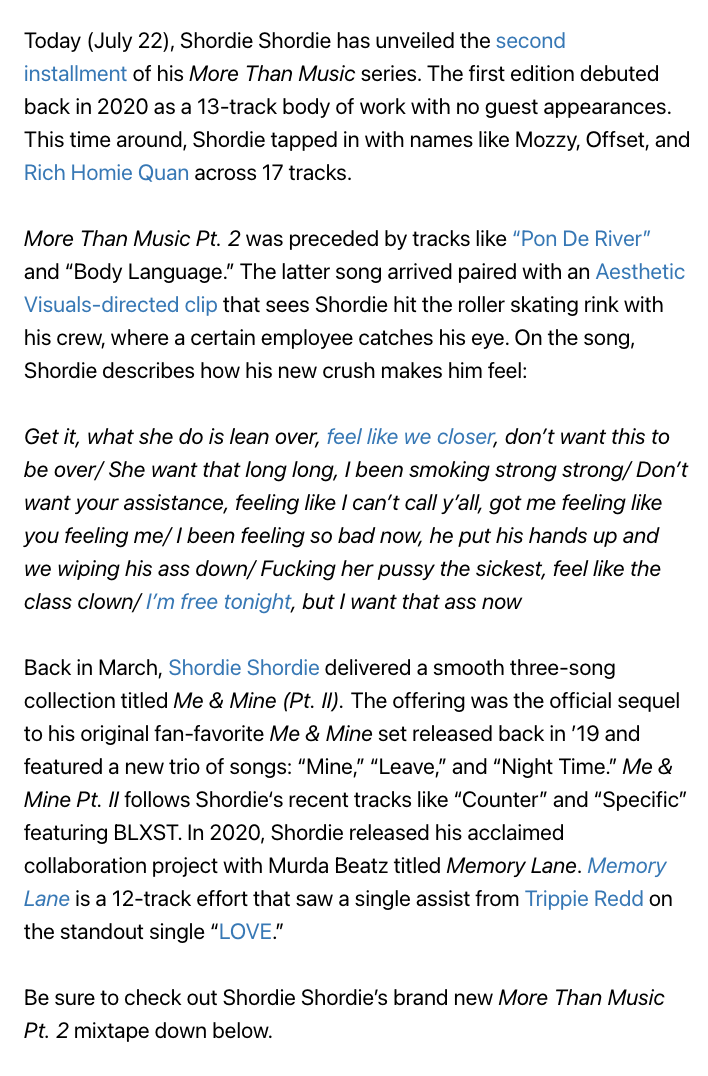 Today (July 22), Shordie Shordie has unveiled the second
installment of his More Than Music series. The first edition debuted
back in 2020 as a 13-track body of work with no guest appearances.
This time around, Shordie tapped in with names like Mozzy, Offset, and
Rich Homie Quan across 17 tracks.
More Than Music Pt. 2 was preceded by tracks like “Pon De River”
and “Body Language.” The latter song arrived paired with an Aesthetic
Visuals-directed clip that sees Shordie hit the roller skating rink with
his crew, where a certain employee catches his eye. On the song,
Shordie describes how his new crush makes him feel:
Get it, what she do is lean over, feel like we closer, don’t want this to
be over/ She want that long long, I been smoking strong strong/ Don’t
want your assistance, feeling like I can’t call y’all, got me feeling like
you feeling me/ I been feeling so bad now, he put his hands up and
we wiping his ass down/ Fucking her pussy the sickest, feel like the
class clown/ I’m free tonight, but I want that ass now
Back in March, Shordie Shordie delivered a smooth three-song
collection titled Me & Mine (Pt. II). The offering was the official sequel
to his original fan-favorite Me & Mine set released back in ’19 and
featured a new trio of songs: “Mine,” “Leave,” and “Night Time.” Me &
Mine Pt. II follows Shordie‘s recent tracks like “Counter” and “Specific”
featuring BLXST. In 2020, Shordie released his acclaimed
collaboration project with Murda Beatz titled Memory Lane. Memory
Lane is a 12-track effort that saw a single assist from Trippie Redd on
the standout single “LOVE.”
Be sure to check out Shordie Shordie’s brand new More Than Music
Pt. 2 mixtape down below.